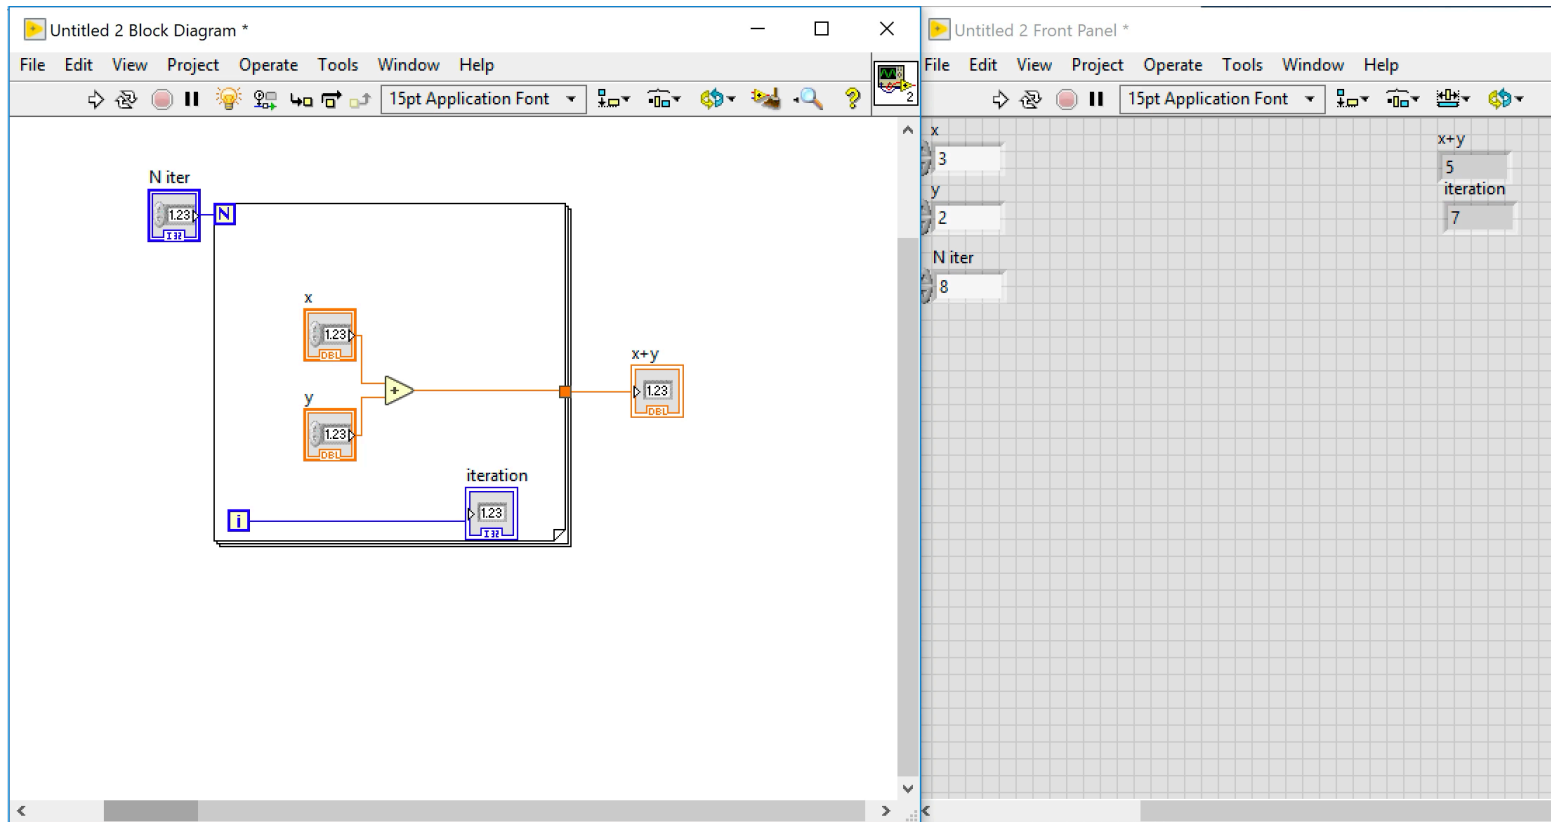 Untitled 2 Block Diagram *
File Edit View Project Operate Tools Window Help
15pt Application Font
2
N iter
1.23
I32
N
x
1.23
DBL
+
y
1.23
DBL
x+y
1.23
DBL
iteration
1.23
I32
i
Untitled 2 Front Panel *
File Edit View Project Operate Tools Window Help
15pt Application Font
x
3
y
2
N iter
8
x+y
5
iteration
7